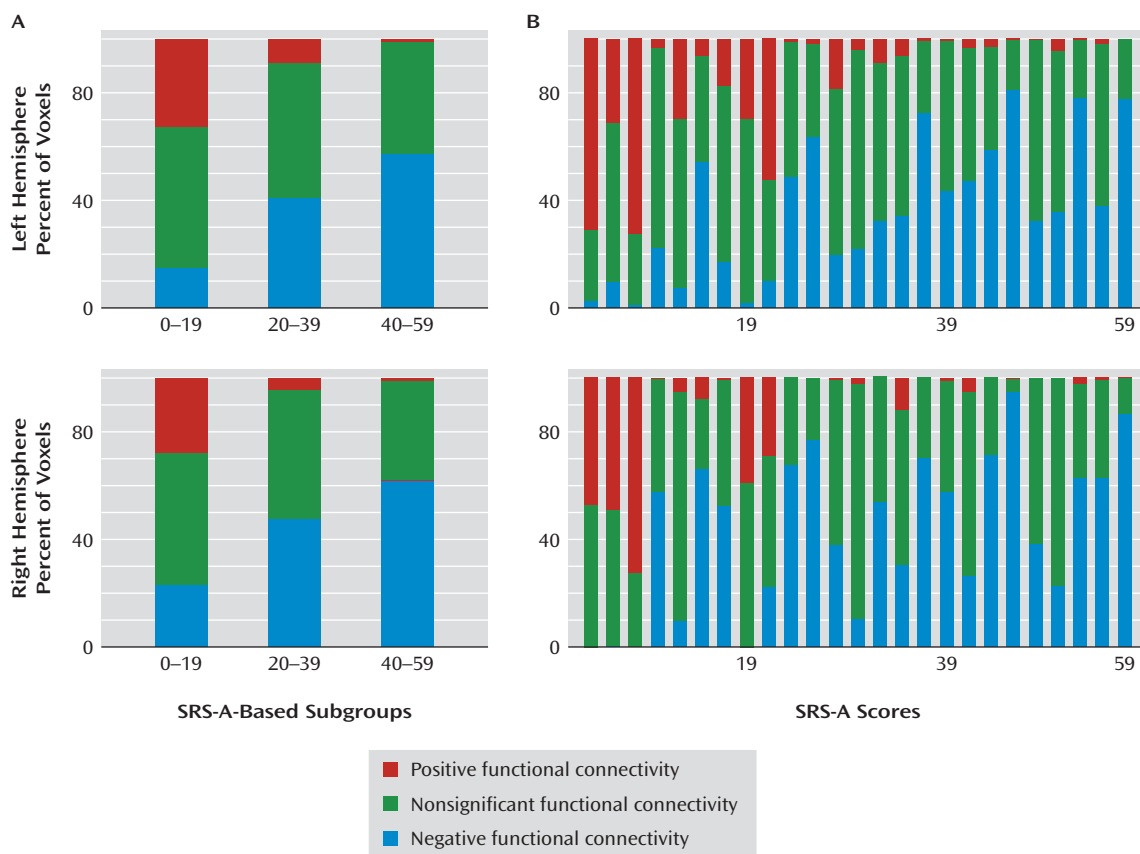 A
Left Hemisphere
Percent of Voxels
80
40
0
0–19 20–39 40–59
B
80
40
0
19 39 59
Right Hemisphere
Percent of Voxels
80
40
0
0–19 20–39 40–59
SRS-A-Based Subgroups
80
40
0
19 39 59
SRS-A Scores
Positive functional connectivity
Nonsignificant functional connectivity
Negative functional connectivity